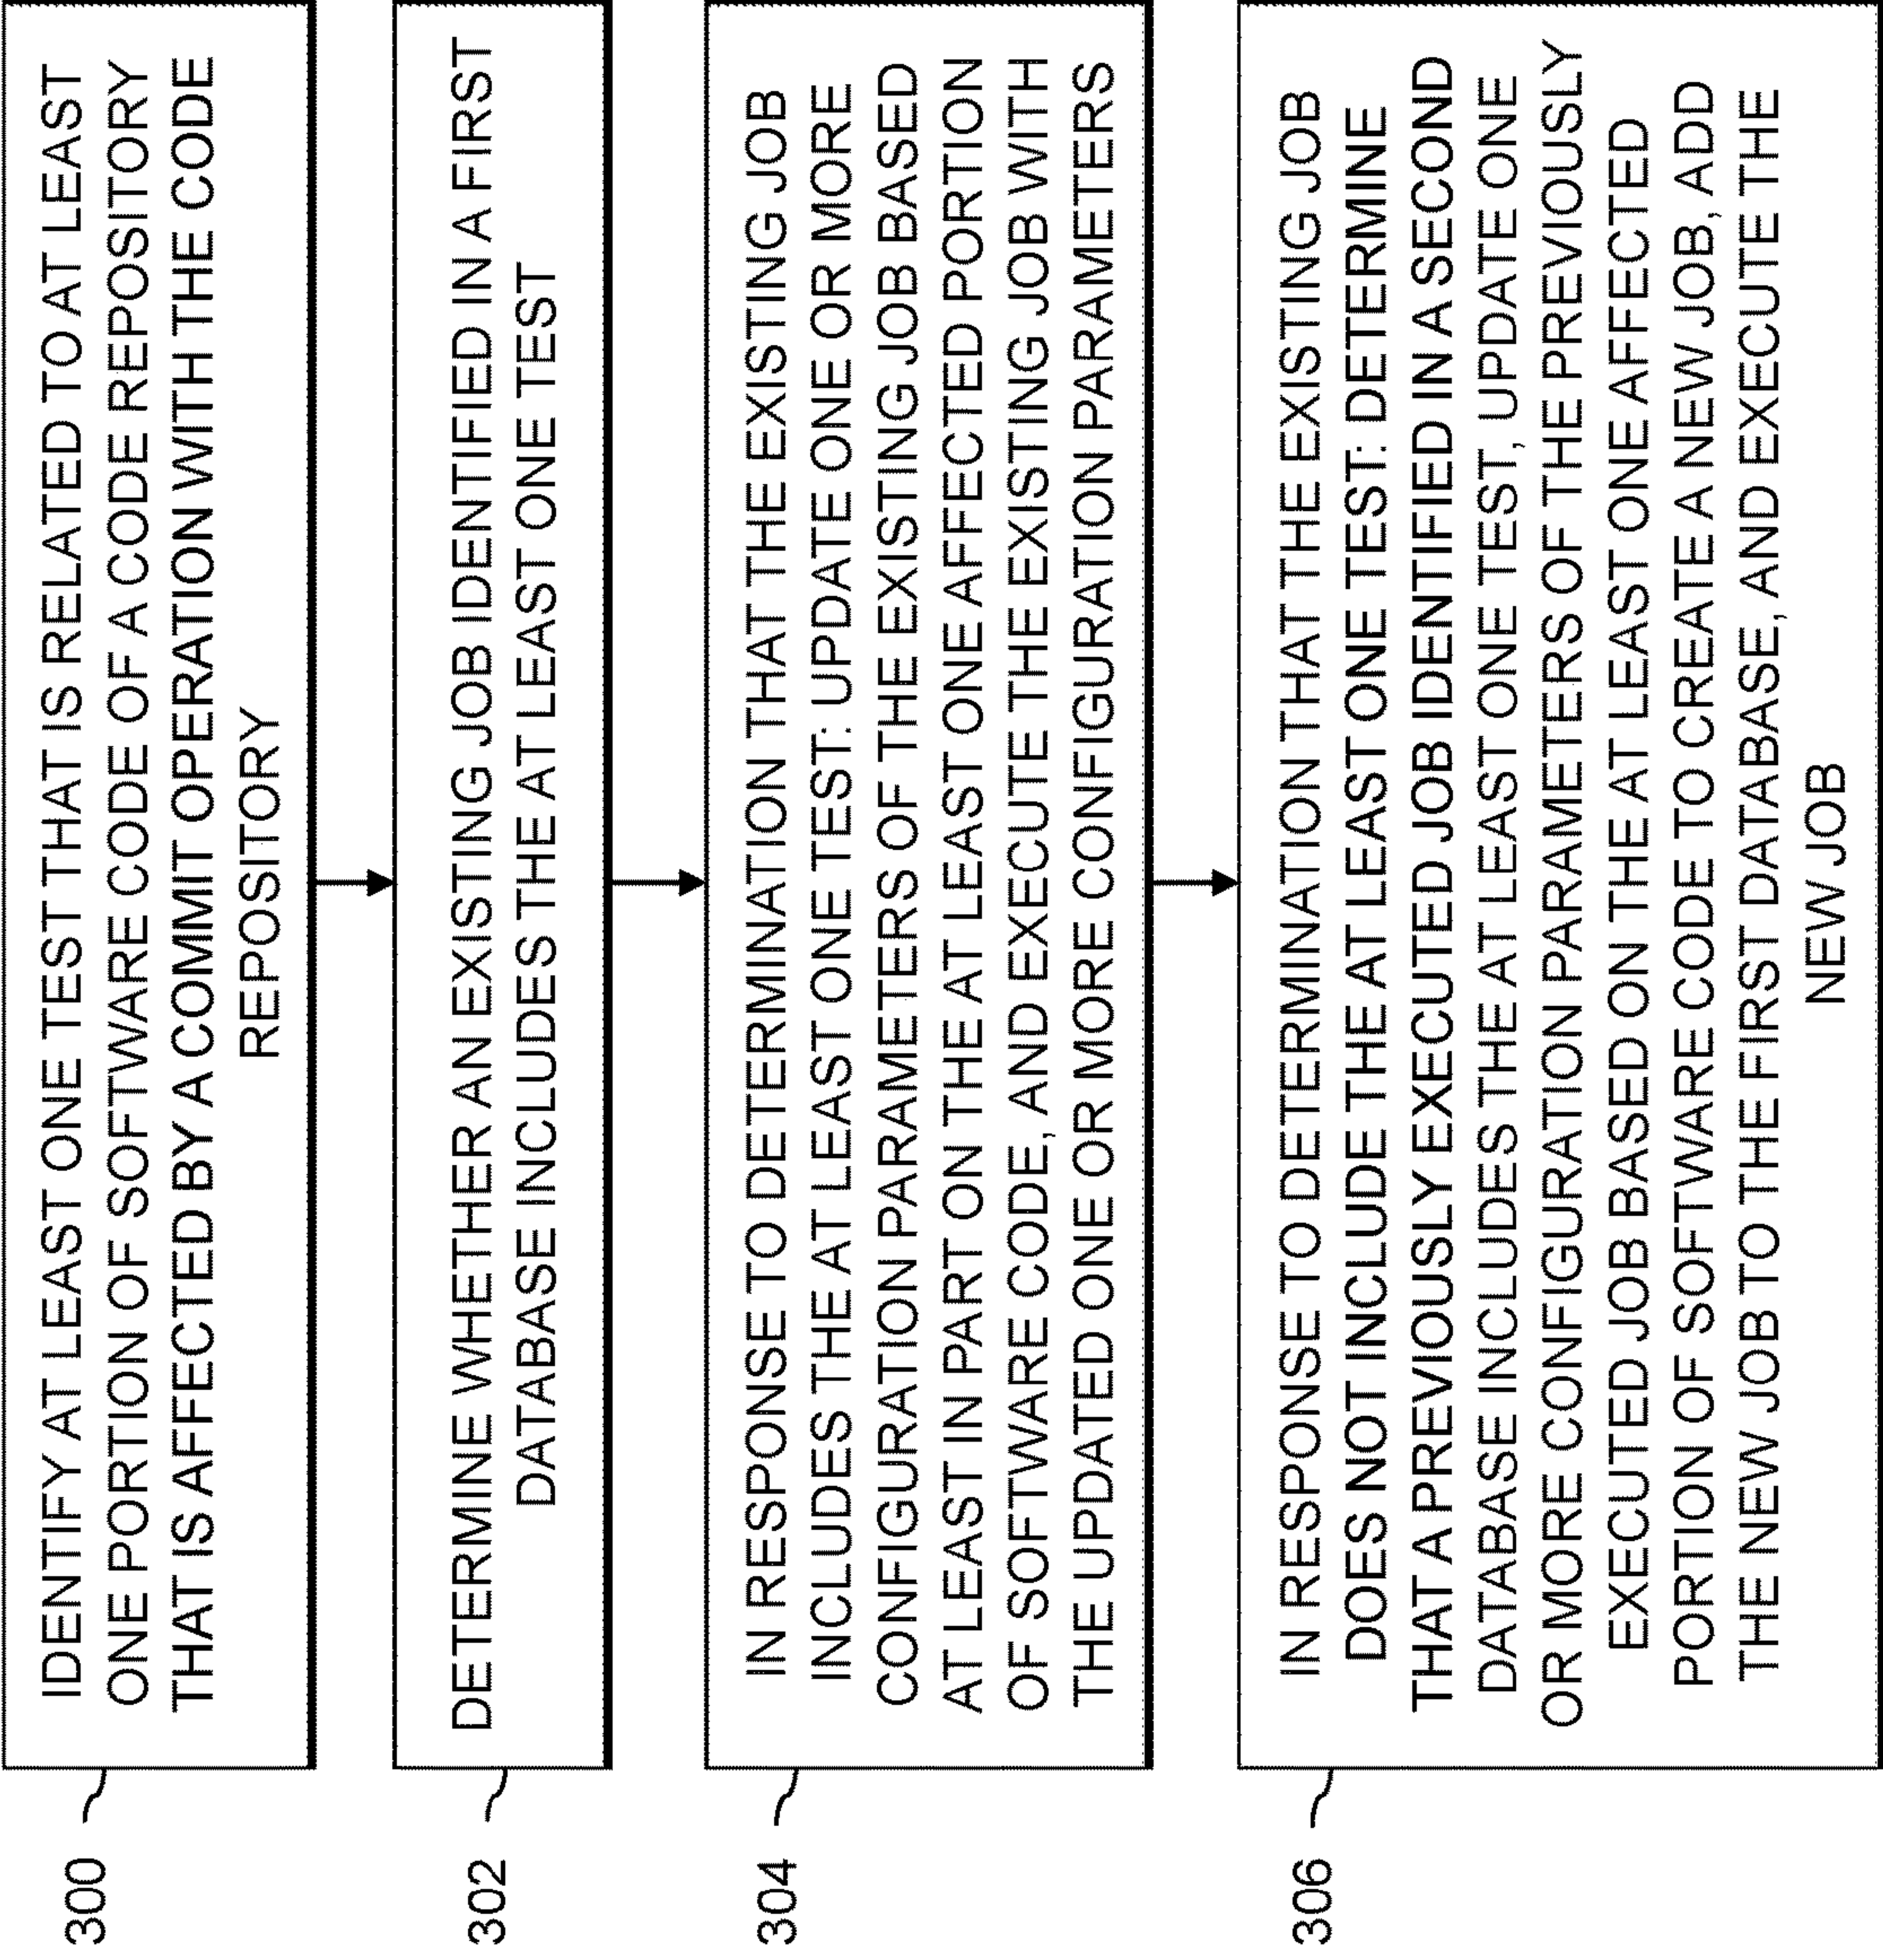 300
IDENTIFY AT LEAST ONE TEST THAT IS RELATED TO AT LEAST
ONE PORTION OF SOFTWARE CODE OF A CODE REPOSITORY
THAT IS AFFECTED BY A COMMIT OPERATION WITH THE CODE
REPOSITORY
302
DETERMINE WHETHER AN EXISTING JOB IDENTIFIED IN A FIRST
DATABASE INCLUDES THE AT LEAST ONE TEST
304
IN RESPONSE TO DETERMINATION THAT THE EXISTING JOB
INCLUDES THE AT LEAST ONE TEST: UPDATE ONE OR MORE
CONFIGURATION PARAMETERS OF THE EXISTING JOB BASED
AT LEAST IN PART ON THE AT LEAST ONE AFFECTED PORTION
OF SOFTWARE CODE, AND EXECUTE THE EXISTING JOB WITH
THE UPDATED ONE OR MORE CONFIGURATION PARAMETERS
306
IN RESPONSE TO DETERMINATION THAT THE EXISTING JOB
DOES NOT INCLUDE THE AT LEAST ONE TEST: DETERMINE
THAT A PREVIOUSLY EXECUTED JOB IDENTIFIED IN A SECOND
DATABASE INCLUDES THE AT LEAST ONE TEST, UPDATE ONE
OR MORE CONFIGURATION PARAMETERS OF THE PREVIOUSLY
EXECUTED JOB BASED ON THE AT LEAST ONE AFFECTED
PORTION OF SOFTWARE CODE TO CREATE A NEW JOB, ADD
THE NEW JOB TO THE FIRST DATABASE, AND EXECUTE THE
NEW JOB